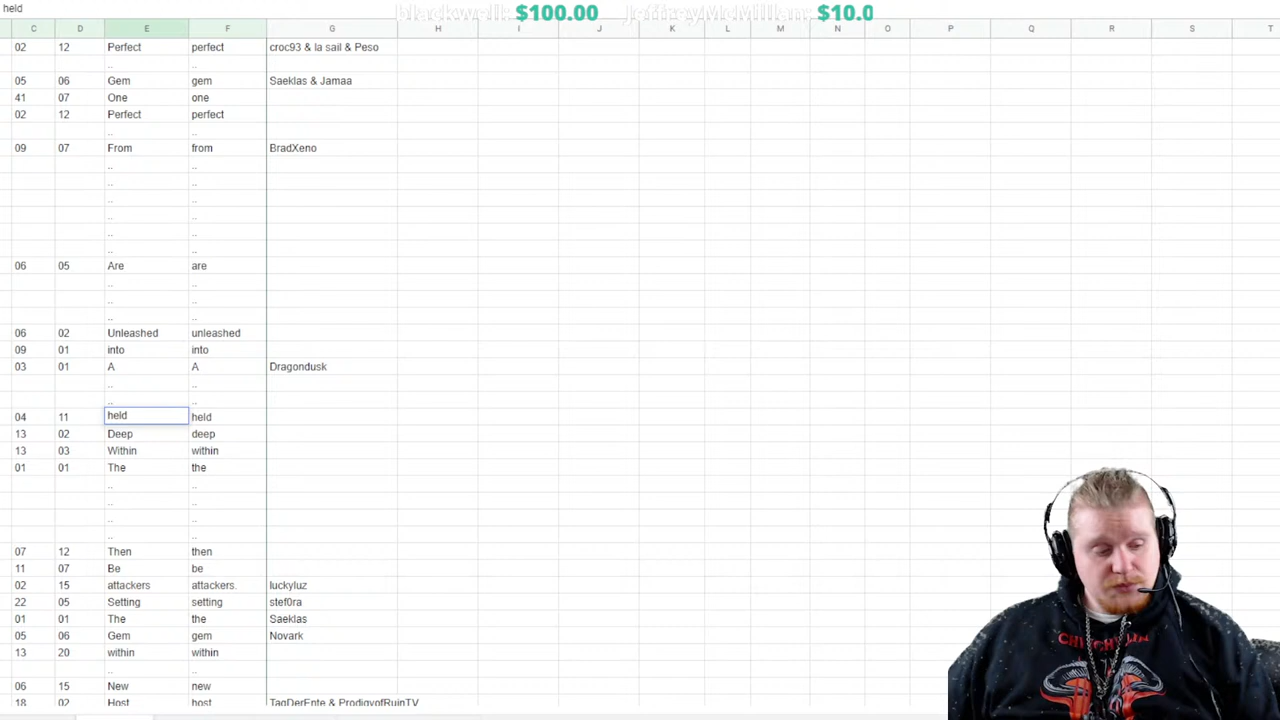 held
blackwell: $100.00 JeffreyMcMillan: $10.0
C D E F G H I J K L M N O P Q R S T
02 12 Perfect perfect croc93 & la sail & Peso
.. ..
05 06 Gem gem Saeklas & Jamaa
41 07 One one
02 12 Perfect perfect
.. ..
09 07 From from BradXeno
.. ..
.. ..
.. ..
.. ..
.. ..
.. ..
06 05 Are are
.. ..
.. ..
.. ..
06 02 Unleashed unleashed
09 01 into into
03 01 A A Dragondusk
.. ..
.. ..
04 11 held held
13 02 Deep deep
13 03 Within within
01 01 The the
.. ..
.. ..
.. ..
.. ..
07 12 Then then
11 07 Be be
02 15 attackers attackers. luckyluz
22 05 Setting setting stef0ra
01 01 The the Saeklas
05 06 Gem gem Novark
13 20 within within
.. ..
06 15 New new
18 02 Host host TagDerEnte & ProdigyofRuinTV